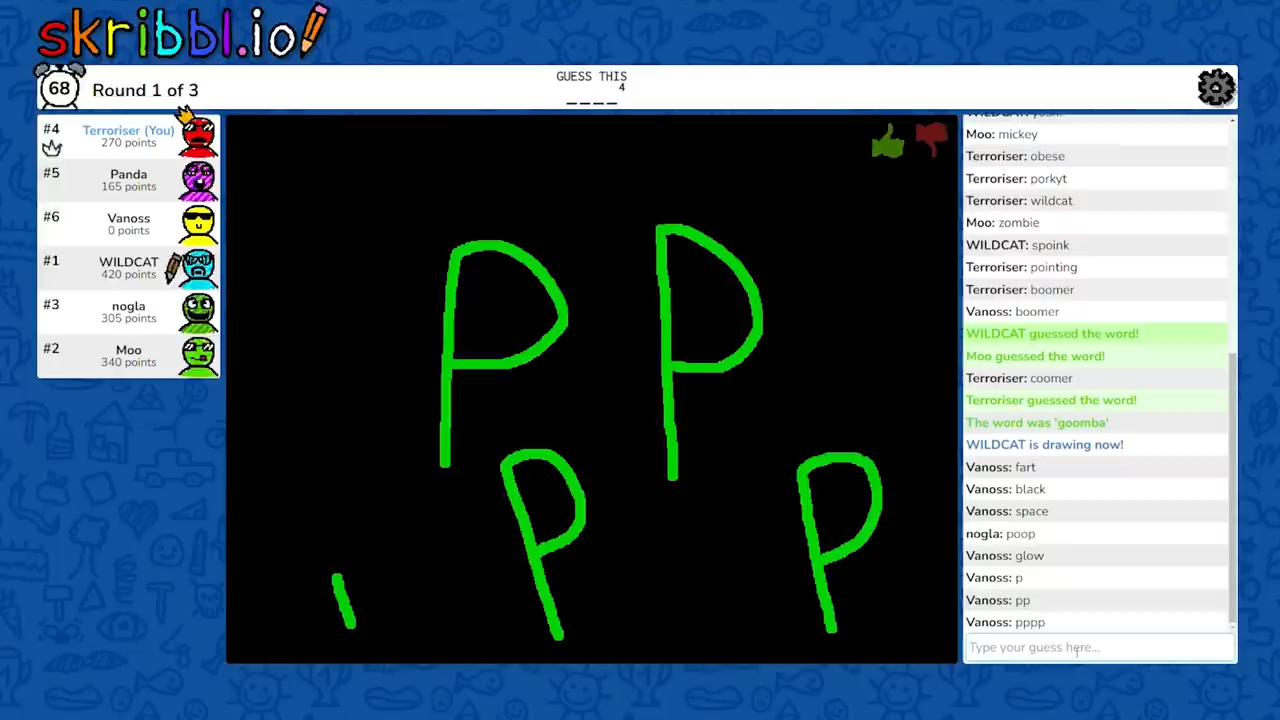 skribbl.io!
68
Round 1 of 3
GUESS THIS
4
____
#4
Terroriser (You)
270 points
#5
Panda
165 points
#6
Vanoss
0 points
#1
WILDCAT
420 points
#3
nogla
305 points
#2
Moo
340 points
P P
P P
Moo: mickey
Terroriser: obese
Terroriser: porkyt
Terroriser: wildcat
Moo: zombie
WILDCAT: spoink
Terroriser: pointing
Terroriser: boomer
Vanoss: boomer
WILDCAT guessed the word!
Moo guessed the word!
Terroriser: coomer
Terroriser guessed the word!
The word was 'goomba'
WILDCAT is drawing now!
Vanoss: fart
Vanoss: black
Vanoss: space
nogla: poop
Vanoss: glow
Vanoss: p
Vanoss: pp
Vanoss: pppp
Type your guess here...